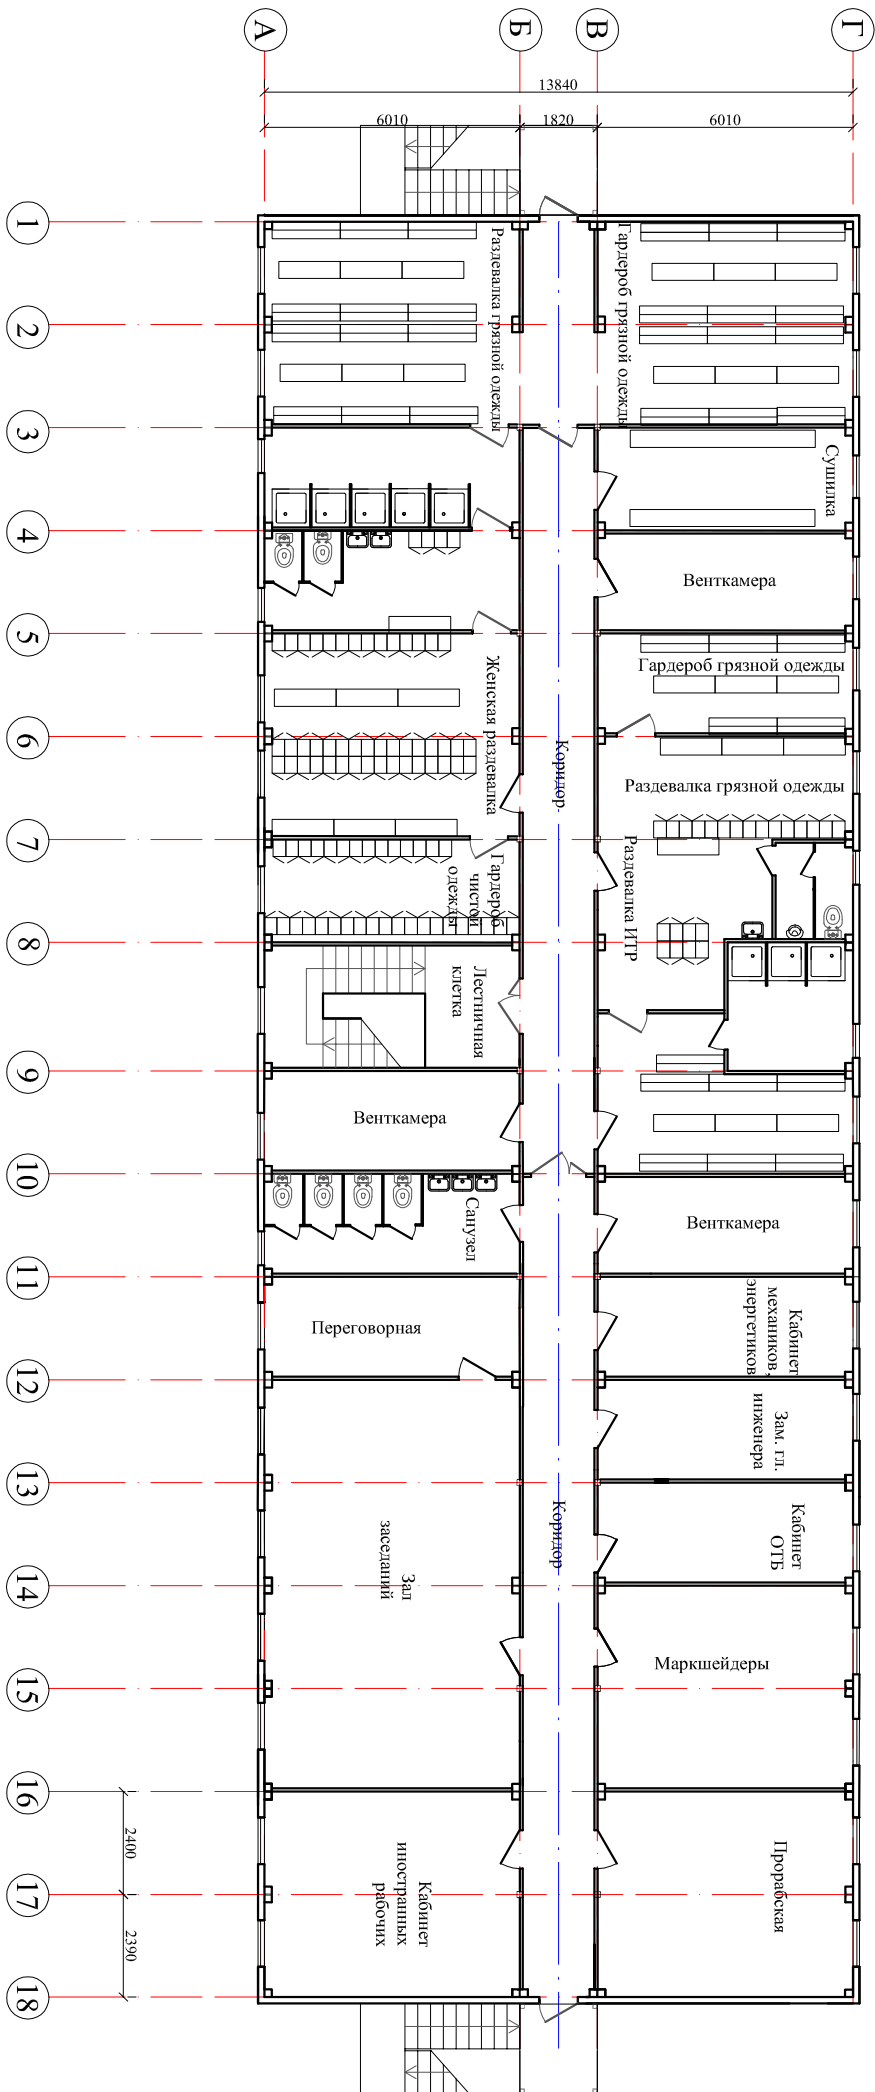 А
Б
В
Г
13840
6010
1820
6010
1
2
3
4
5
6
7
8
9
10
11
12
13
14
15
16
17
18
2400
2390
Раздевалка грязной одежды
Гардероб грязной одежды
Сушилка
Венткамера
Гардероб грязной одежды
Женская раздевалка
Коридор
Раздевалка грязной одежды
Раздевалка ИТР
Гардероб
чистой
одежды
Лестничная
клетка
Венткамера
Санузел
Венткамера
Переговорная
Кабинет
механиков,
энергетиков
Зам. гл.
инженера
Кабинет
ОТБ
Коридор
Зал
заседаний
Маркшейдеры
Кабинет
иностранных
рабочих
Прорабская